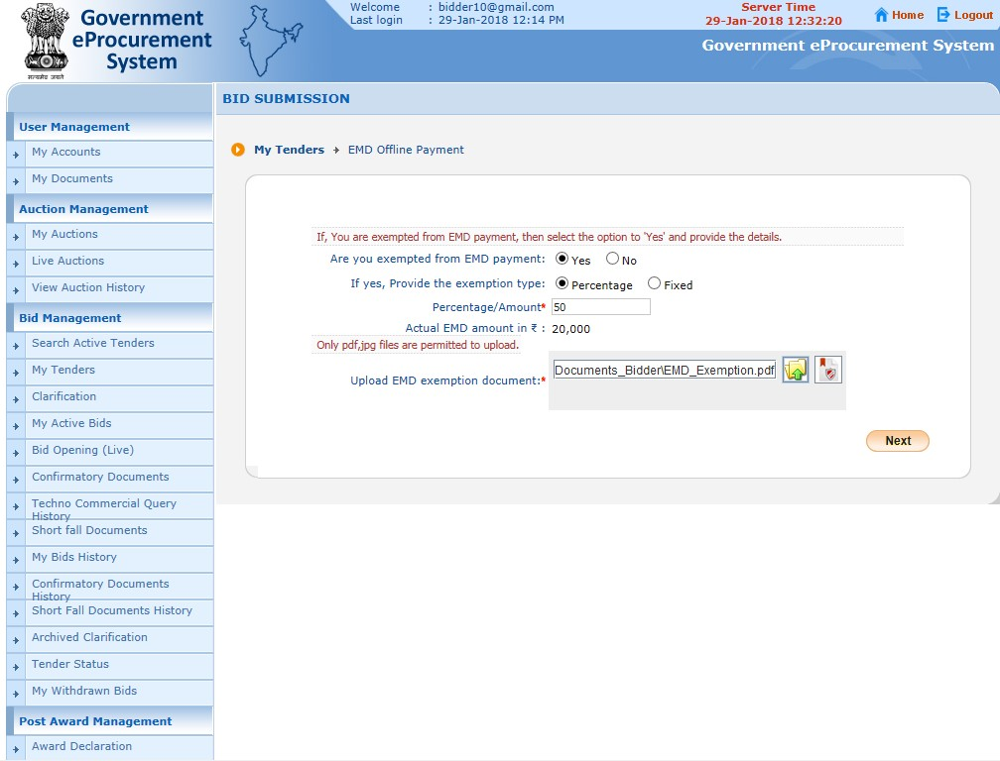 Government
eProcurement
System
सत्यमेव जयते
Welcome : bidder10@gmail.com
Last login : 29-Jan-2018 12:14 PM
Server Time
29-Jan-2018 12:32:20
Home
Logout
Government eProcurement System
BID SUBMISSION
User Management
My Accounts
My Documents
Auction Management
My Auctions
Live Auctions
View Auction History
Bid Management
Search Active Tenders
My Tenders
Clarification
My Active Bids
Bid Opening (Live)
Confirmatory Documents
Techno Commercial Query
History
Short fall Documents
My Bids History
Confirmatory Documents
History
Short Fall Documents History
Archived Clarification
Tender Status
My Withdrawn Bids
Post Award Management
Award Declaration
My Tenders EMD Offline Payment
If, You are exempted from EMD payment, then select the option to 'Yes' and provide the details.
Are you exempted from EMD payment: Yes No
If yes, Provide the exemption type: Percentage Fixed
Percentage/Amount* 50
Actual EMD amount in ₹ : 20,000
Only pdf,jpg files are permitted to upload.
Upload EMD exemption document:* Documents_Bidder\EMD_Exemption.pdf
Next